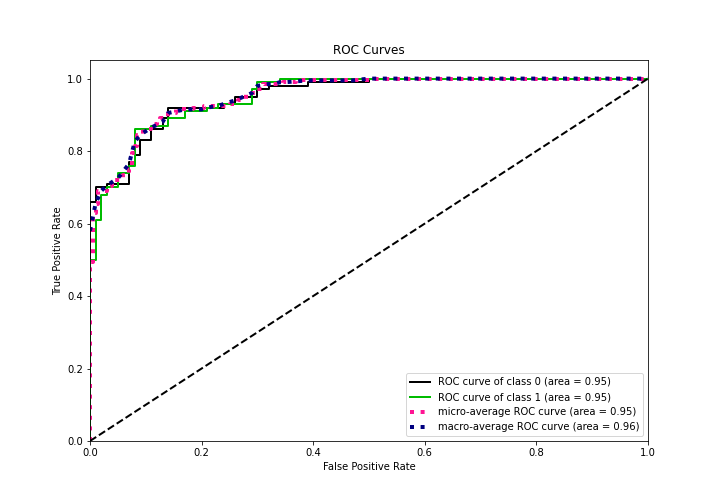 ROC Curves
True Positive Rate
1.0
0.8
0.6
0.4
0.2
0.0
0.0 0.2 0.4 0.6 0.8 1.0
False Positive Rate
ROC curve of class 0 (area = 0.95)
ROC curve of class 1 (area = 0.95)
micro-average ROC curve (area = 0.95)
macro-average ROC curve (area = 0.96)